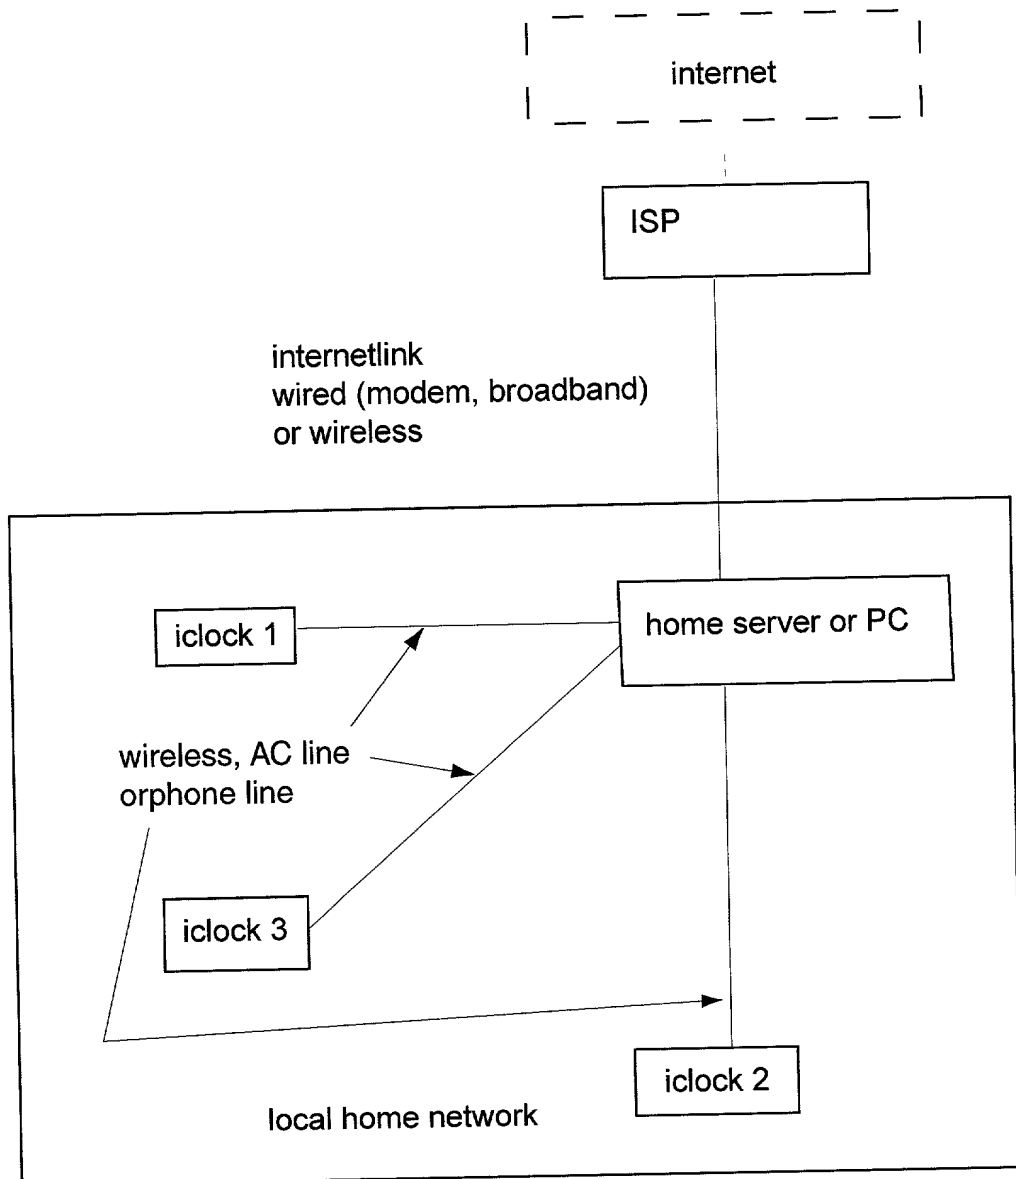 internet
ISP
internetlink
wired (modem, broadband)
or wireless
iclock 1
home server or PC
wireless, AC line
orphone line
iclock 3
iclock 2
local home network